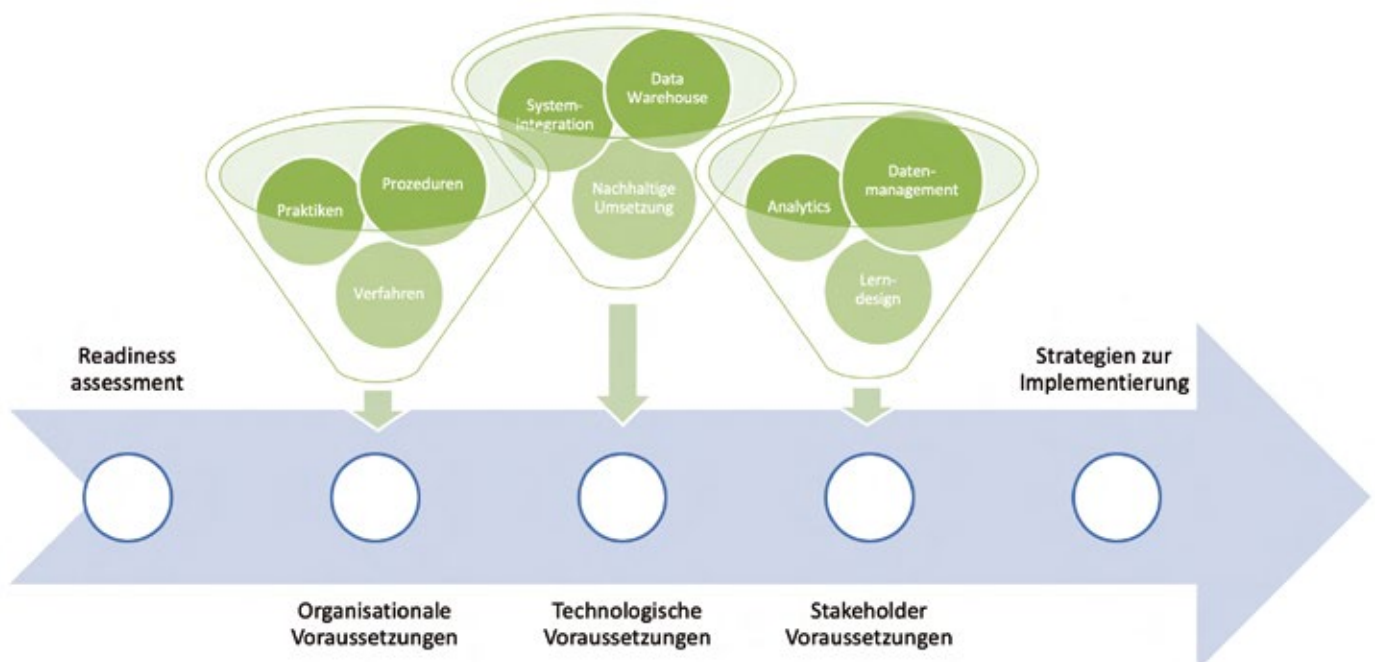 System-
integration
Data
Warehouse
Nachhaltige
Umsetzung
Praktiken
Prozeduren
Verfahren
Analytics
Daten-
management
Lern-
design
Readiness
assessment
Strategien zur
Implementierung
Organisationale
Voraussetzungen
Technologische
Voraussetzungen
Stakeholder
Voraussetzungen